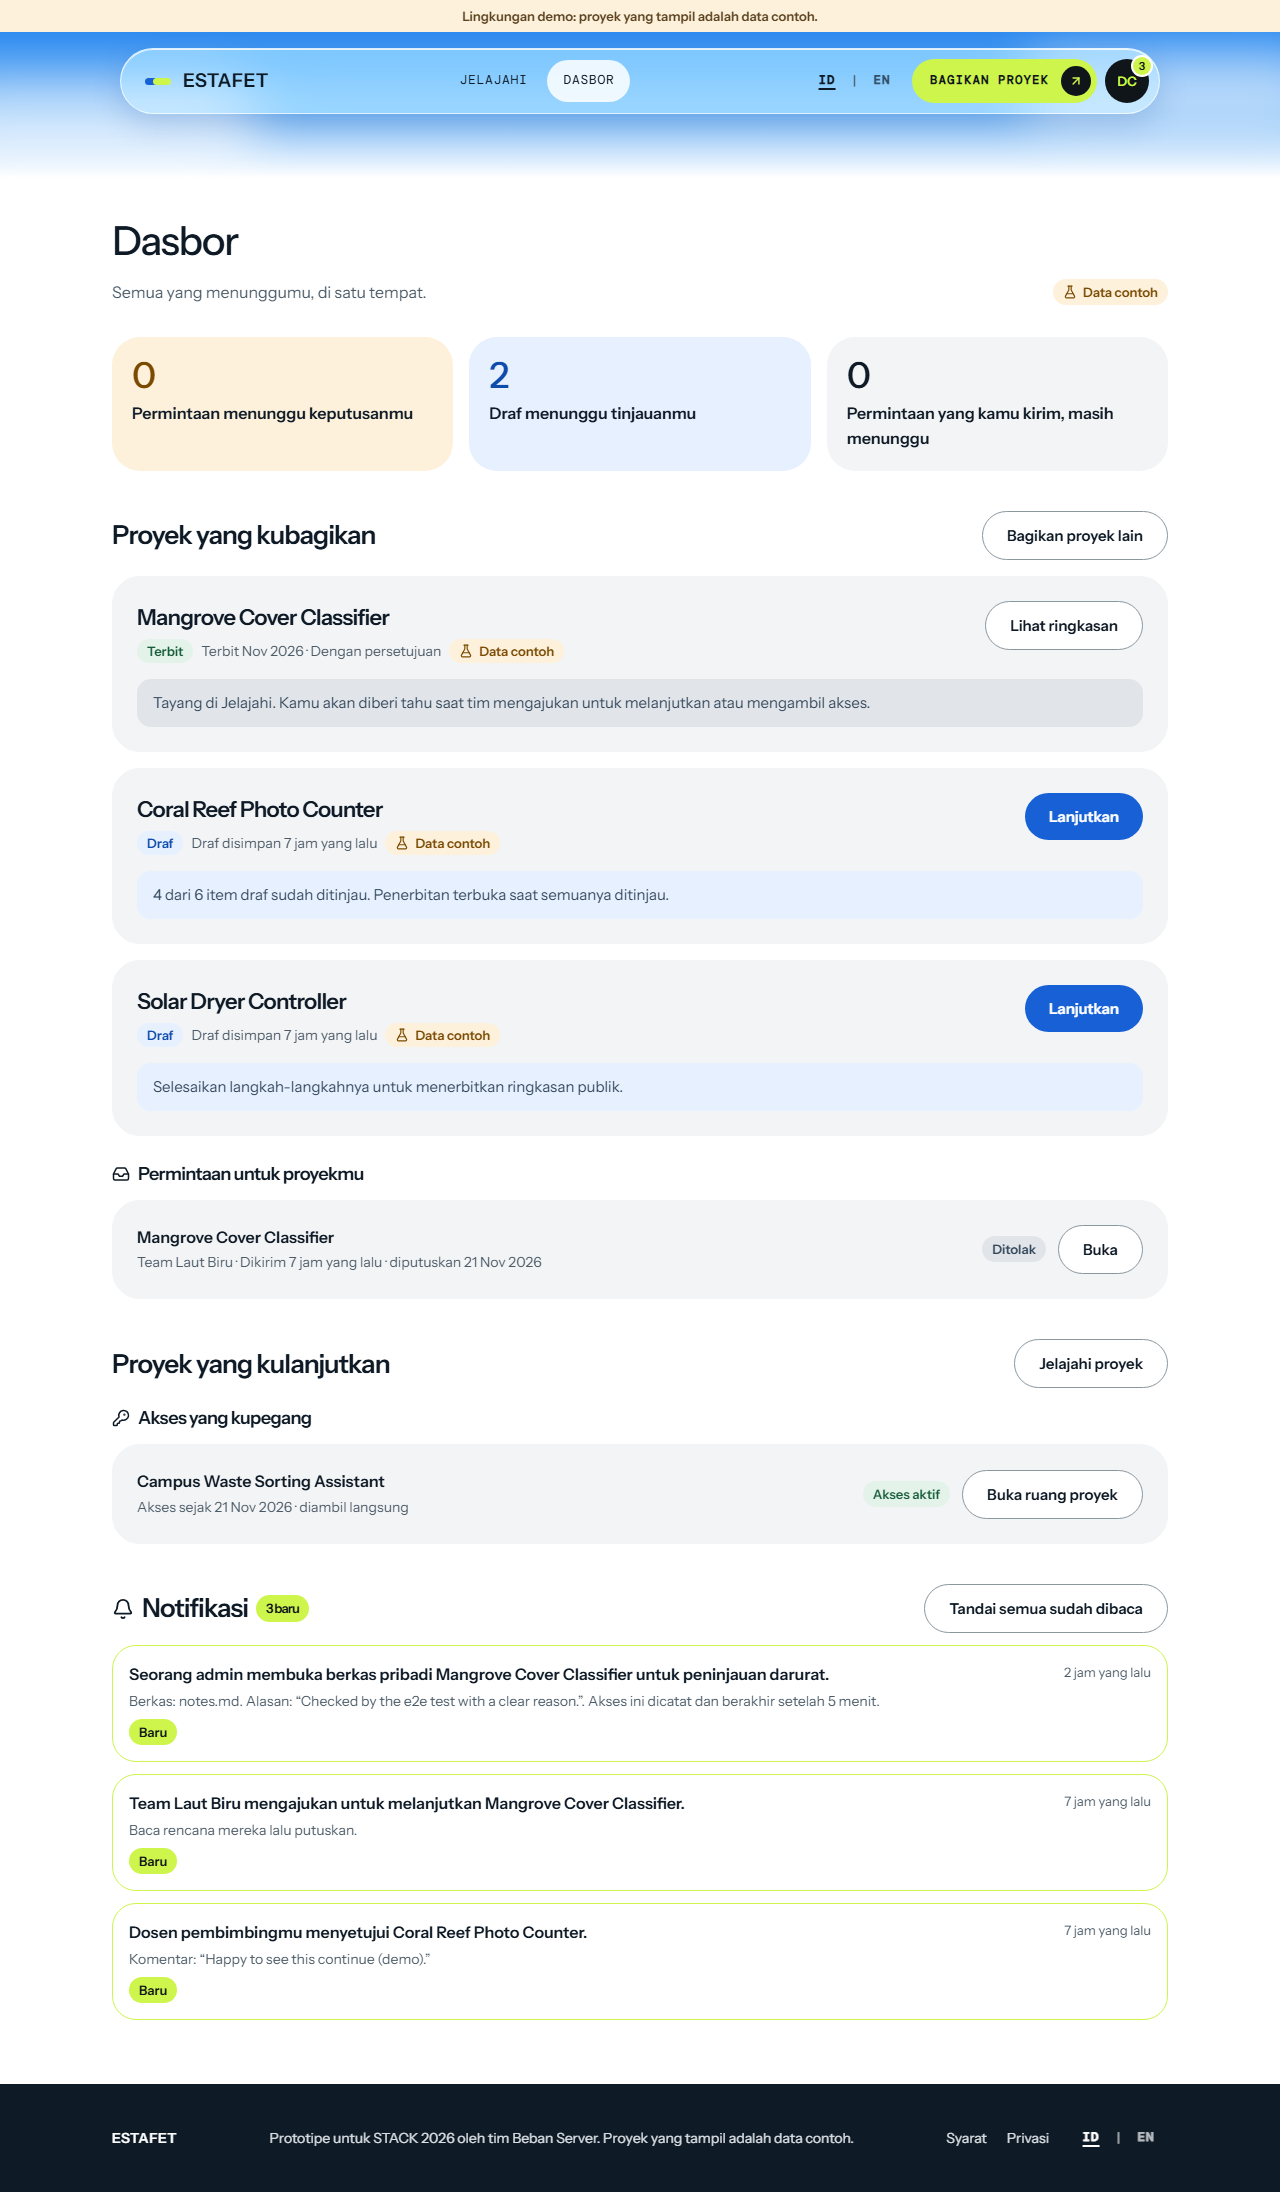 Lingkungan demo: proyek yang tampil adalah data contoh.
ESTAFET
JELAJAHI
DASBOR
ID | EN
BAGIKAN PROYEK
DC
3
Dasbor
Semua yang menunggumu, di satu tempat.
Data contoh
0
Permintaan menunggu keputusanmu
2
Draf menunggu tinjauanmu
0
Permintaan yang kamu kirim, masih
menunggu
Proyek yang kubagikan
Bagikan proyek lain
Mangrove Cover Classifier
Lihat ringkasan
Terbit Terbit Nov 2026 · Dengan persetujuan Data contoh
Tayang di Jelajahi. Kamu akan diberi tahu saat tim mengajukan untuk melanjutkan atau mengambil akses.
Coral Reef Photo Counter
Lanjutkan
Draf Draf disimpan 7 jam yang lalu Data contoh
4 dari 6 item draf sudah ditinjau. Penerbitan terbuka saat semuanya ditinjau.
Solar Dryer Controller
Lanjutkan
Draf Draf disimpan 7 jam yang lalu Data contoh
Selesaikan langkah-langkahnya untuk menerbitkan ringkasan publik.
Permintaan untuk proyekmu
Mangrove Cover Classifier
Team Laut Biru · Dikirim 7 jam yang lalu · diputuskan 21 Nov 2026
Ditolak
Buka
Proyek yang kulanjutkan
Jelajahi proyek
Akses yang kupegang
Campus Waste Sorting Assistant
Akses sejak 21 Nov 2026 · diambil langsung
Akses aktif
Buka ruang proyek
Notifikasi
3 baru
Tandai semua sudah dibaca
Seorang admin membuka berkas pribadi Mangrove Cover Classifier untuk peninjauan darurat.
2 jam yang lalu
Berkas: notes.md. Alasan: “Checked by the e2e test with a clear reason.”. Akses ini dicatat dan berakhir setelah 5 menit.
Baru
Team Laut Biru mengajukan untuk melanjutkan Mangrove Cover Classifier.
7 jam yang lalu
Baca rencana mereka lalu putuskan.
Baru
Dosen pembimbingmu menyetujui Coral Reef Photo Counter.
7 jam yang lalu
Komentar: “Happy to see this continue (demo).”
Baru
ESTAFET
Prototipe untuk STACK 2026 oleh tim Beban Server. Proyek yang tampil adalah data contoh.
Syarat
Privasi
ID | EN